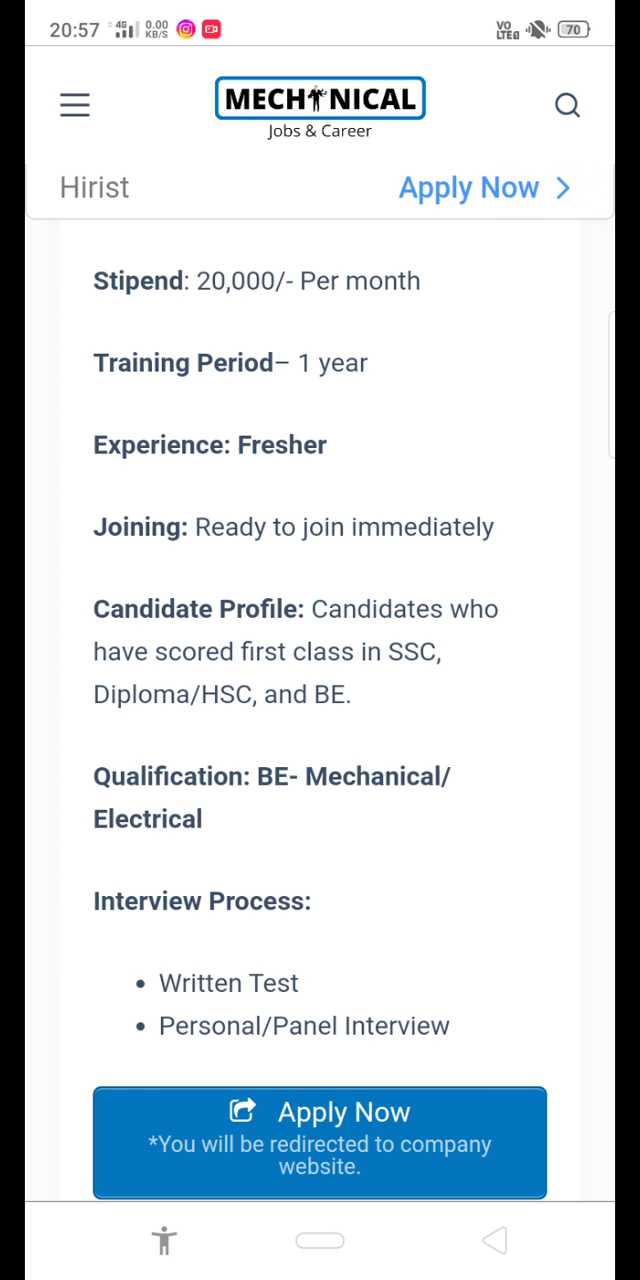 20:57 4G 0.00 KB/S VO LTE 70
MECHANICAL
Jobs & Career
Hirist Apply Now
Stipend: 20,000/- Per month
Training Period– 1 year
Experience: Fresher
Joining: Ready to join immediately
Candidate Profile: Candidates who
have scored first class in SSC,
Diploma/HSC, and BE.
Qualification: BE- Mechanical/
Electrical
Interview Process:
• Written Test
• Personal/Panel Interview
Apply Now
*You will be redirected to company
website.